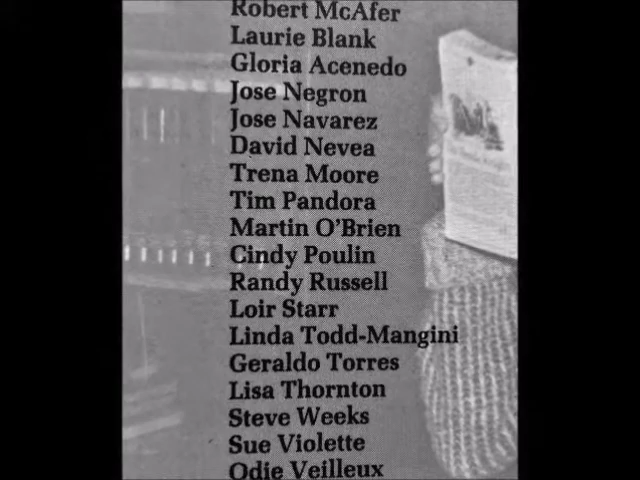 Robert McAfer
Laurie Blank
Gloria Acenedo
Jose Negron
Jose Navarez
David Nevea
Trena Moore
Tim Pandora
Martin O'Brien
Cindy Poulin
Randy Russell
Loir Starr
Linda Todd-Mangini
Geraldo Torres
Lisa Thornton
Steve Weeks
Sue Violette
Odie Veilleux